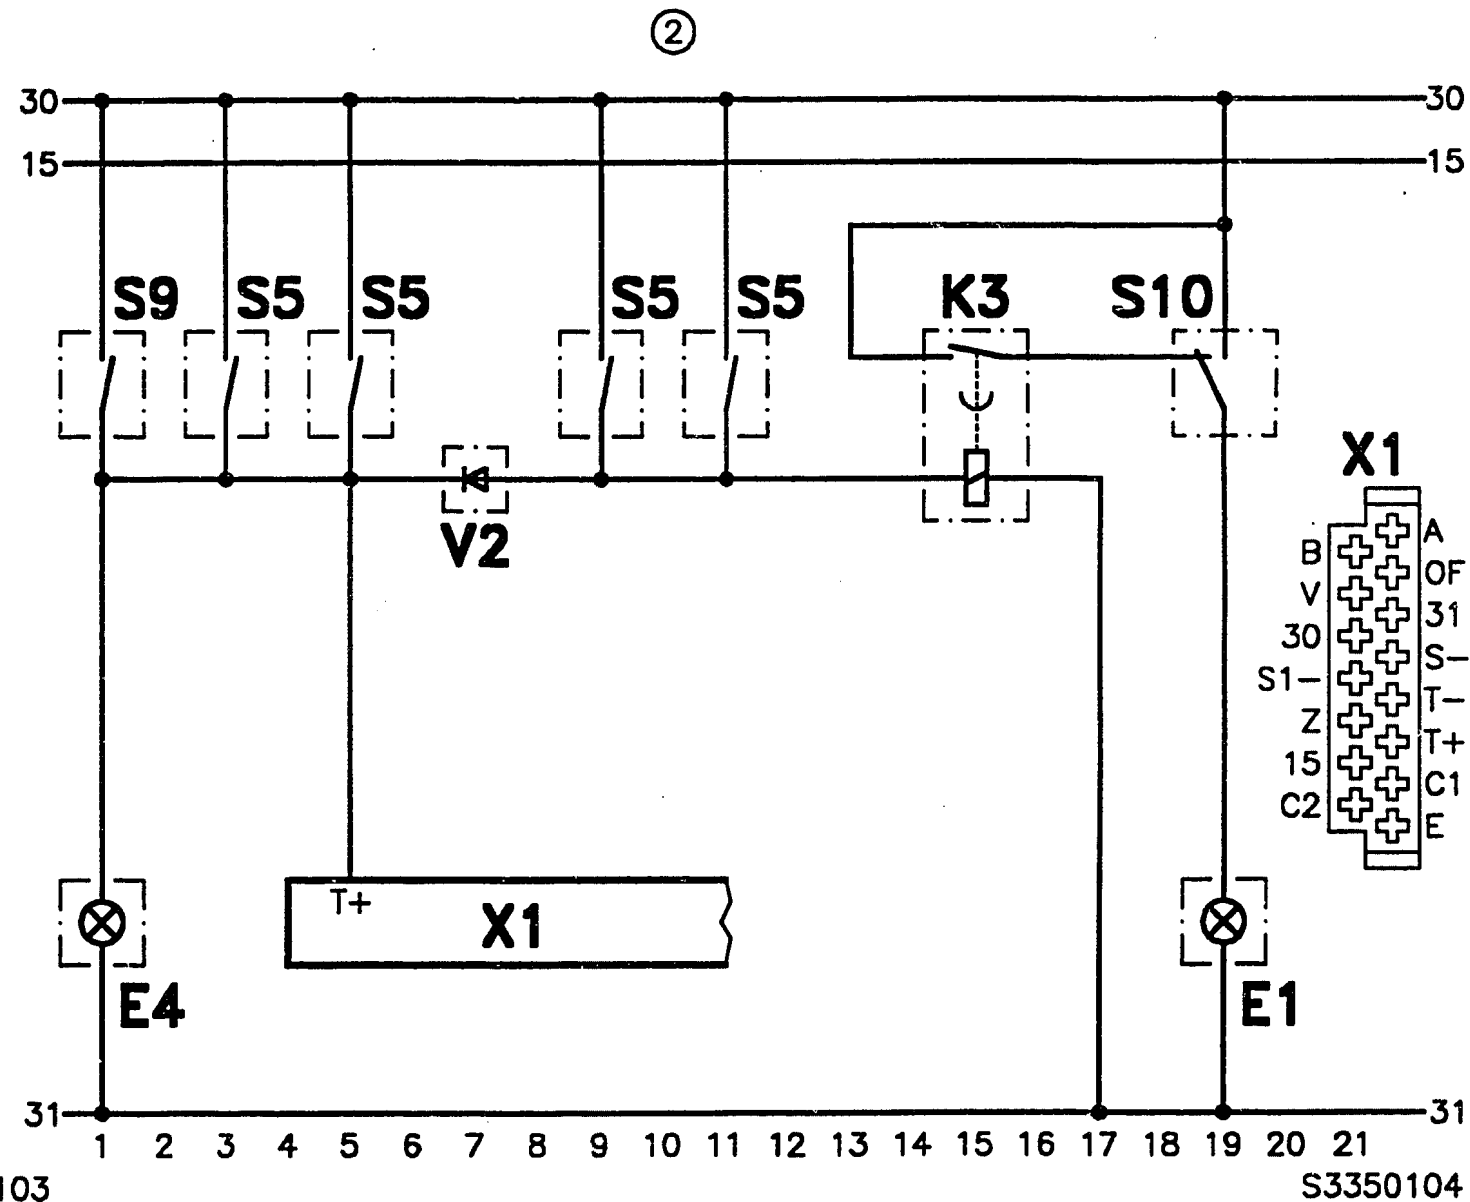 2
30 30
15 15
S9 S5 S5 S5 S5 K3 S10
X1
V2
A
B
OF
V
31
30
S-
S1-
T-
Z
T+
15
C1
C2
E
T+
X1
E4 E1
31 31
1 2 3 4 5 6 7 8 9 10 11 12 13 14 15 16 17 18 19 20 21
103 S3350104